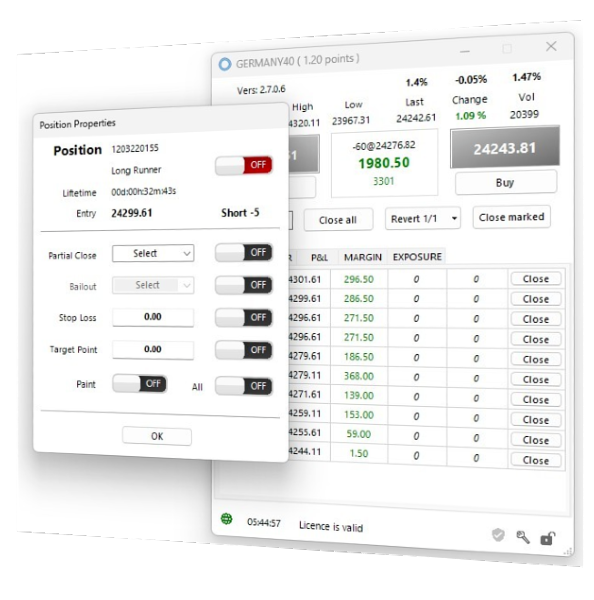 GERMANY40 ( 1.20 points )
Vers: 2.7.0.6
1.4% -0.05% 1.47%
High Low Last Change Vol
4320.11 23967.31 24242.61 1.09 % 20399
-60@24276.82
1980.50
3301
24243.81
Buy
Close all Revert 1/1 Close marked
P&L MARGIN EXPOSURE
4301.61 296.50 0 0 Close
4299.61 286.50 0 0 Close
4296.61 271.50 0 0 Close
4296.61 271.50 0 0 Close
4279.61 186.50 0 0 Close
4279.11 368.00 0 0 Close
4271.61 139.00 0 0 Close
4259.11 153.00 0 0 Close
4255.61 59.00 0 0 Close
4244.11 1.50 0 0 Close
05:44:57 Licence is valid
Position Properties
Position 1203220155
Long Runner OFF
Liftetime 00d:00h:32m:43s
Entry 24299.61 Short -5
Partial Close Select OFF
Bailout Select OFF
Stop Loss 0.00 OFF
Target Point 0.00 OFF
Paint OFF All OFF
OK